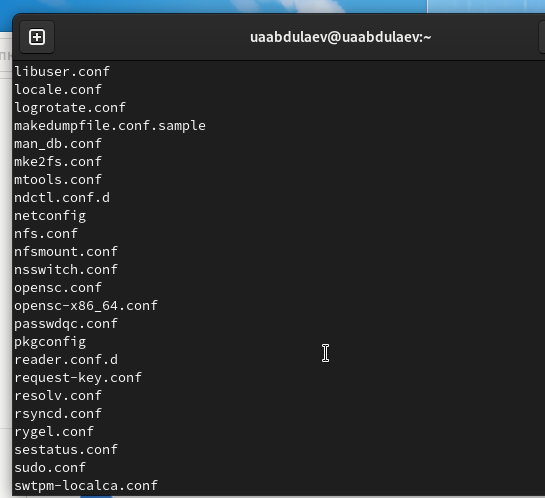 uaabdulaev@uaabdulaev:~
libuser.conf
locale.conf
logrotate.conf
makedumpfile.conf.sample
man_db.conf
mke2fs.conf
mtools.conf
ndctl.conf.d
netconfig
nfs.conf
nfsmount.conf
nsswitch.conf
opensc.conf
opensc-x86_64.conf
passwdqc.conf
pkgconfig
reader.conf.d
request-key.conf
resolv.conf
rsyncd.conf
rygel.conf
sestatus.conf
sudo.conf
swtpm-localca.conf